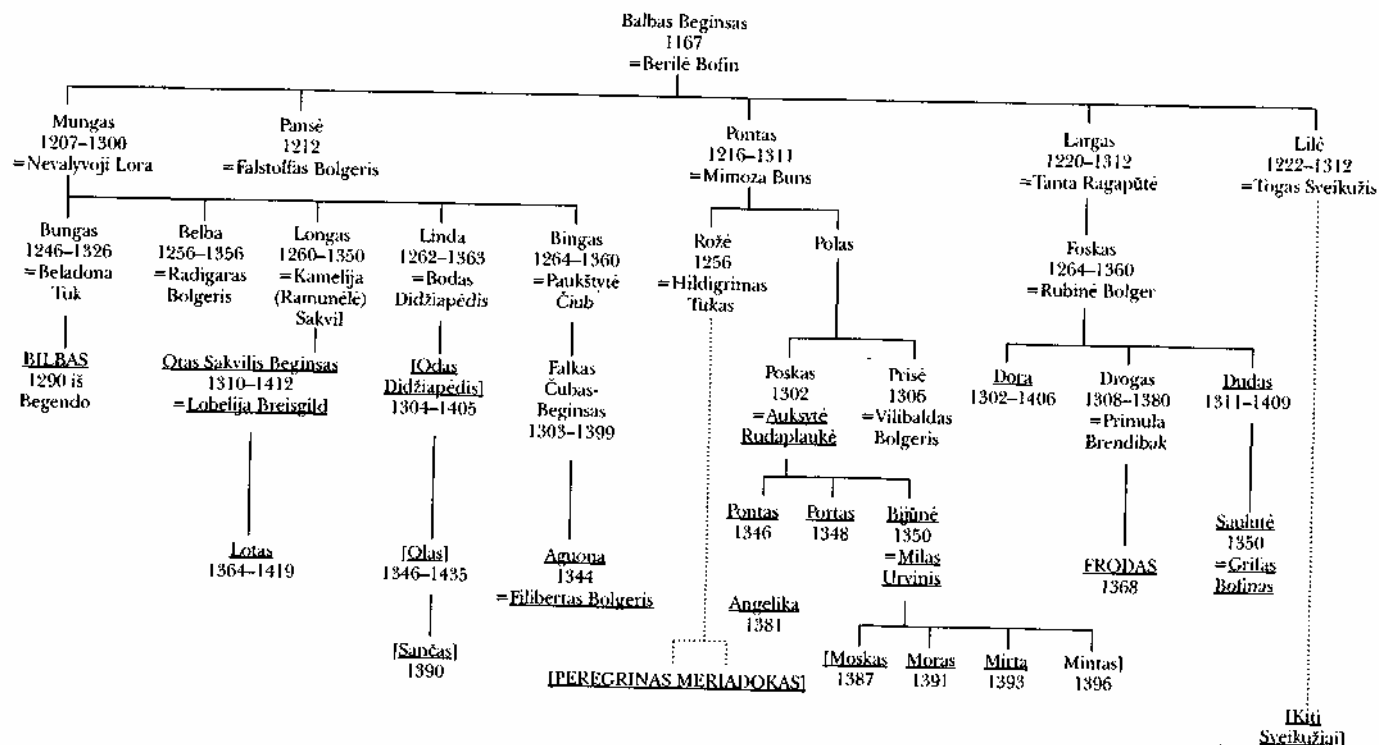 Balbas Beginsas
1167
=Berilė Bofin
Mungas
1207–1300
=Nevalyvoji Lora
Pansė
1212
=Falstoffas Bolgeris
Pontas
1216–1311
=Mimoza Buns
Largas
1220–1312
=Tanta Ragapūtė
Lilė
1222–1312
=Togas Sveikužis
Bungas
1246–1326
=Beladona
Tuk
Belba
1256–1356
=Radigaras
Bolgeris
Longas
1260–1350
=Kamelija
(Ramunėlė)
Sakvil
Linda
1262–1363
=Bodas
Didžiapėdis
Bingas
1264–1360
=Paukštytė
Čiub
Rožė
1256
=Hildigrimas
Tukas
Polas
Foskas
1264–1360
=Rubinė Bolger
BILBAS
1290 iš
Begendo
Otas Sakvilis Beginsas
1310–1412
=Lobelija Breisgild
[Odas
Didžiapėdis]
1304–1405
Falkas
Čubas-
Beginsas
1303–1399
Poskas
1302
=Auksytė
Rudaplaukė
Prisė
1306
=Vilibaldas
Bolgeris
Dora
1302–1406
Drogas
1308–1380
=Primula
Brendibak
Dudas
1311–1409
Lotas
1364–1419
[Olas]
1346–1435
Aguona
1344
=Filibertas Bolgeris
Pontas
1346
Portas
1348
Bijūnė
1350
=Milas
Urvinis
FRODAS
1368
Saulutė
1350
=Grifas
Bofinas
Angelika
1381
[Sančas]
1390
[PEREGRINAS MERIADOKAS]
[Moskas
1387
Moras
1391
Mirta
1393
Mintas]
1396
[Kiti
Sveikužiai]